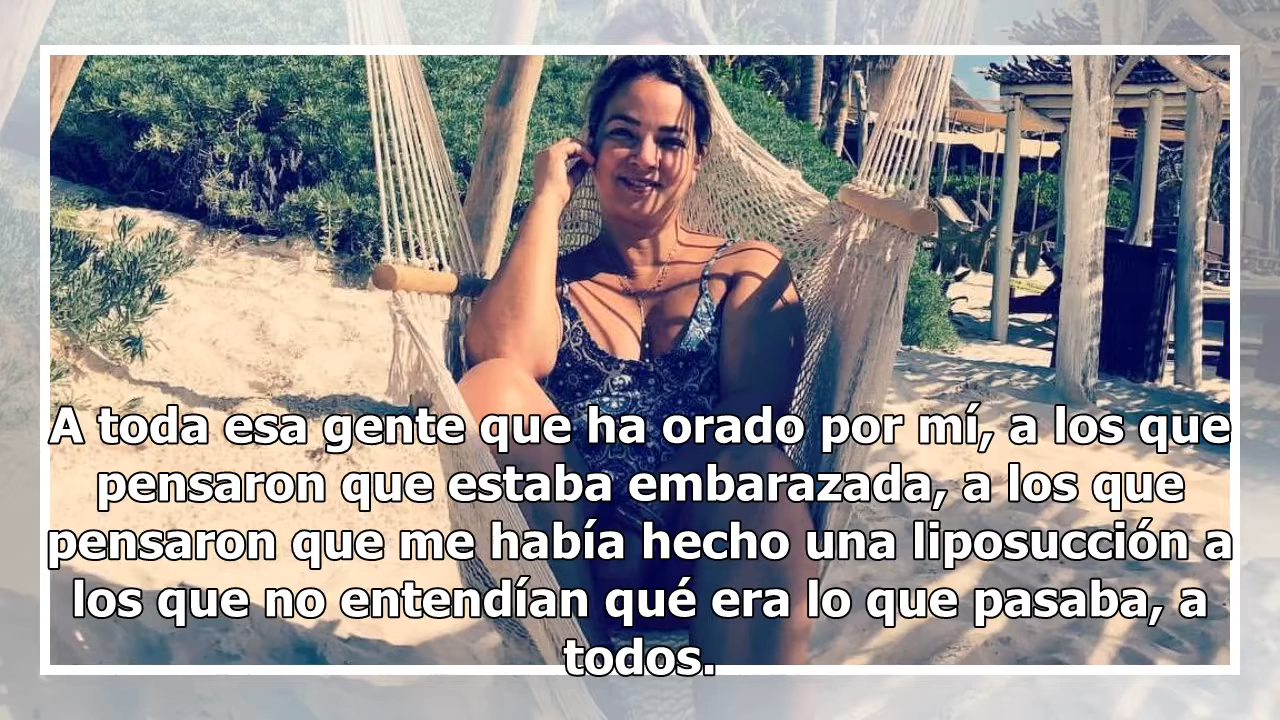 A toda esa gente que ha orado por mí, a los que
pensaron que estaba embarazada, a los que
pensaron que me había hecho una liposucción a
los que no entendían qué era lo que pasaba, a
todos.